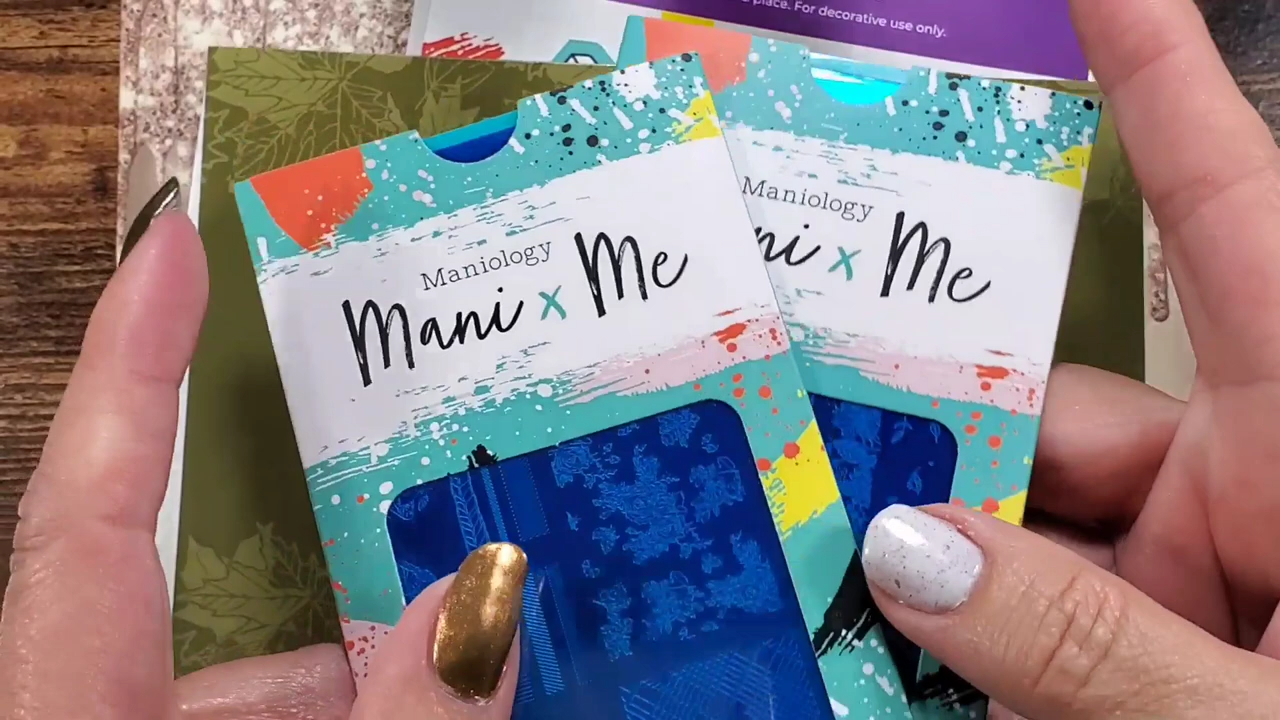 place. For decorative use only.
Maniology
Mani x Me
Maniology
ni x Me